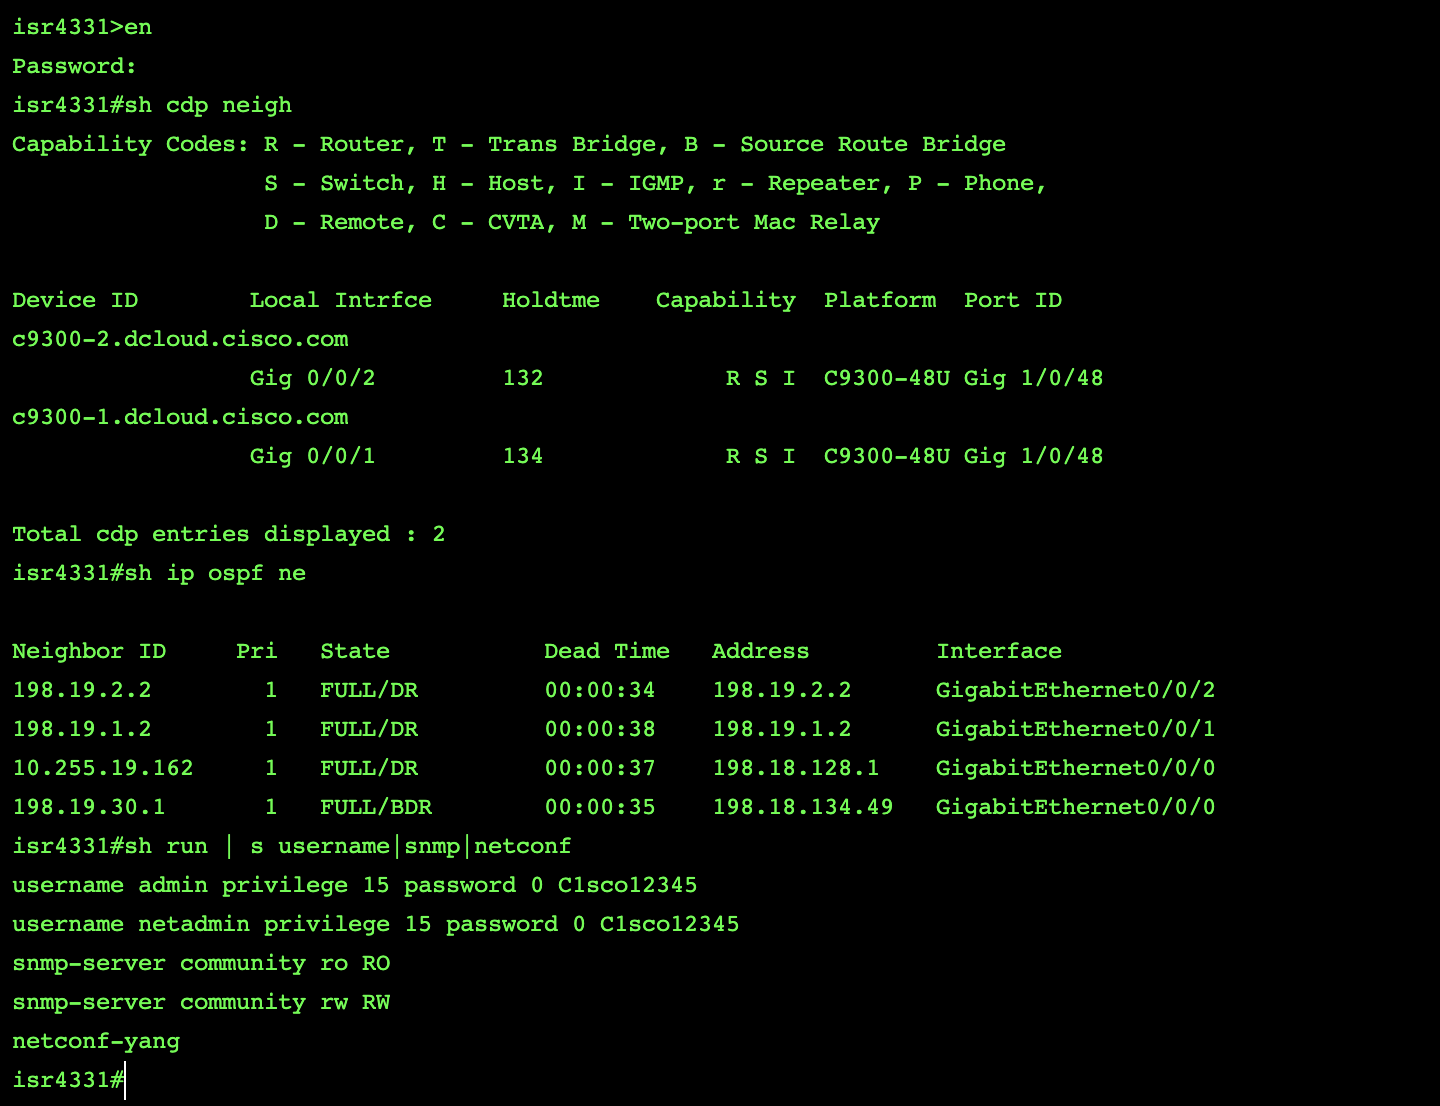 isr4331>en
Password:
isr4331#sh cdp neigh
Capability Codes: R - Router, T - Trans Bridge, B - Source Route Bridge
                  S - Switch, H - Host, I - IGMP, r - Repeater, P - Phone,
                  D - Remote, C - CVTA, M - Two-port Mac Relay

Device ID        Local Intrfce     Holdtme    Capability  Platform  Port ID
c9300-2.dcloud.cisco.com
                 Gig 0/0/2         132             R S I  C9300-48U Gig 1/0/48
c9300-1.dcloud.cisco.com
                 Gig 0/0/1         134             R S I  C9300-48U Gig 1/0/48

Total cdp entries displayed : 2
isr4331#sh ip ospf ne

Neighbor ID     Pri   State           Dead Time   Address         Interface
198.19.2.2        1   FULL/DR         00:00:34    198.19.2.2      GigabitEthernet0/0/2
198.19.1.2        1   FULL/DR         00:00:38    198.19.1.2      GigabitEthernet0/0/1
10.255.19.162     1   FULL/DR         00:00:37    198.18.128.1    GigabitEthernet0/0/0
198.19.30.1       1   FULL/BDR        00:00:35    198.18.134.49   GigabitEthernet0/0/0
isr4331#sh run | s username|snmp|netconf
username admin privilege 15 password 0 C1sco12345
username netadmin privilege 15 password 0 C1sco12345
snmp-server community ro RO
snmp-server community rw RW
netconf-yang
isr4331#